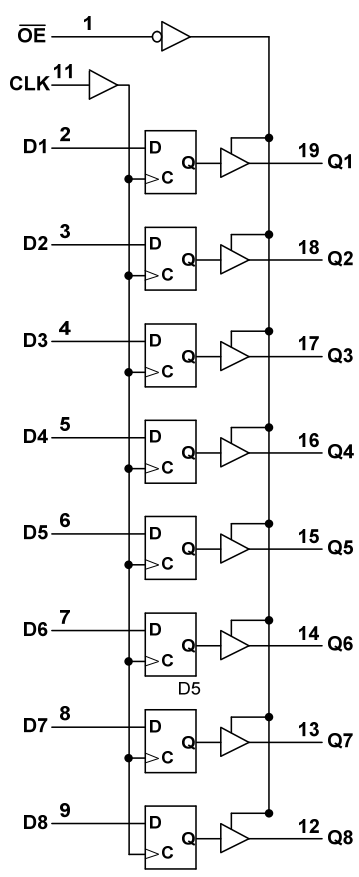 OE 1
CLK 11
D1 2 D Q C 19 Q1
D2 3 D Q C 18 Q2
D3 4 D Q C 17 Q3
D4 5 D Q C 16 Q4
D5 6 D Q C 15 Q5
D6 7 D Q C 14 Q6
D5
D7 8 D Q C 13 Q7
D8 9 D Q C 12 Q8